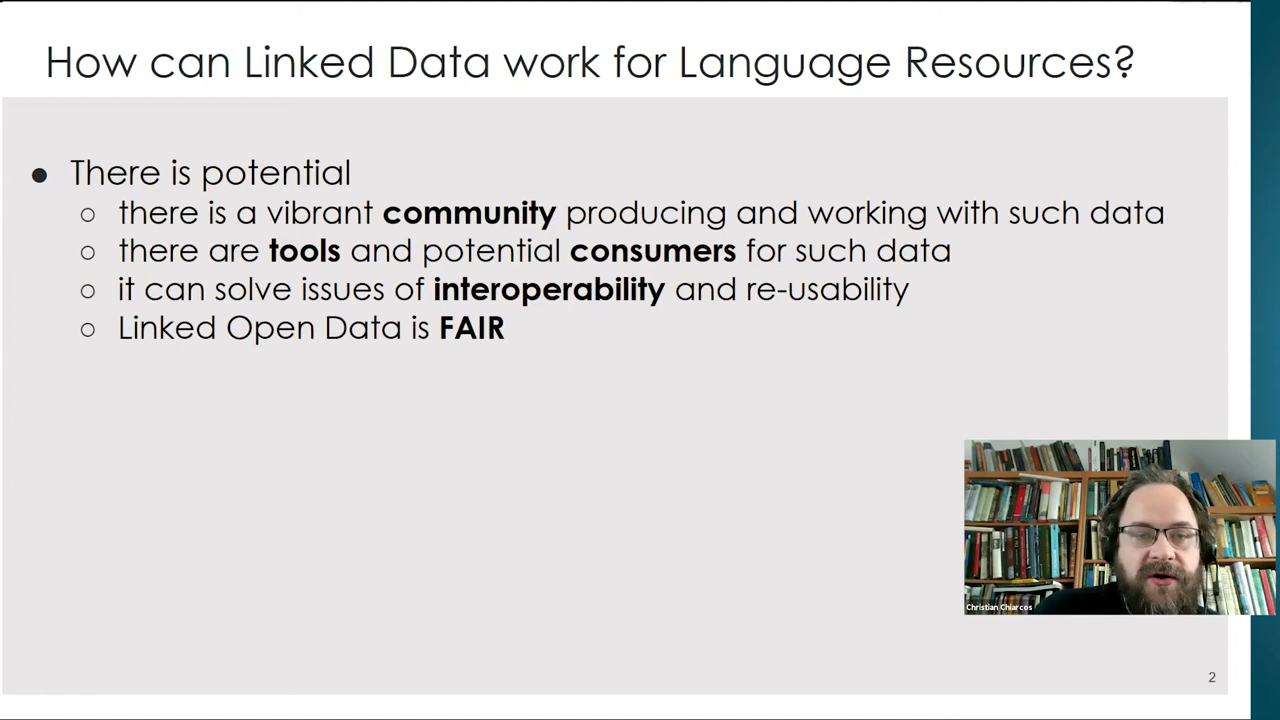 How can Linked Data work for Language Resources?
● There is potential
○ there is a vibrant community producing and working with such data
○ there are tools and potential consumers for such data
○ it can solve issues of interoperability and re-usability
○ Linked Open Data is FAIR
Christian Chiarcos
2